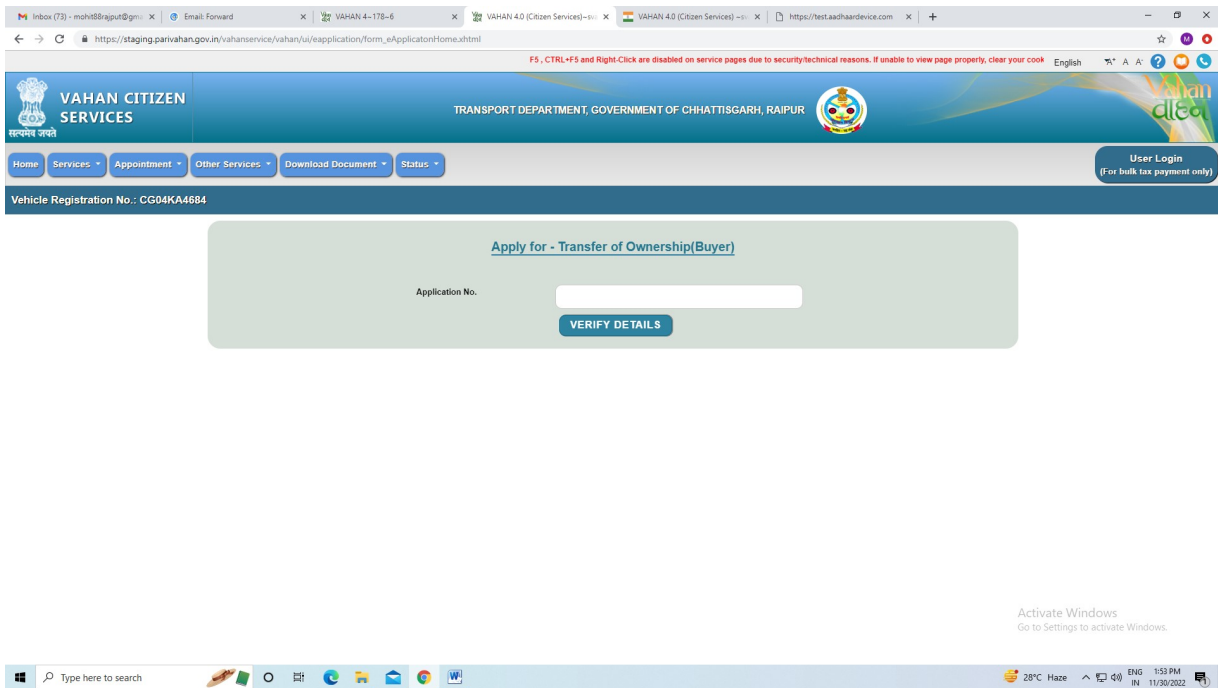 Inbox (73) - mohit88rajput@gm
Email: Forward
VAHAN 4~178~6
VAHAN 4.0 (Citizen Services)~sv
VAHAN 4.0 (Citizen Services) ~s
https://test.aadhaardevice.com
https://staging.parivahan.gov.in/vahanservice/vahan/ui/eapplication/form_eApplicatonHome.xhtml
M
F5 , CTRL+F5 and Right-Click are disabled on service pages due to security/technical reasons. If unable to view page properly, clear your cook
English
A+ A A-
VAHAN CITIZEN
SERVICES
सत्यमेव जयते
TRANSPORT DEPARTMENT, GOVERNMENT OF CHHATTISGARH, RAIPUR
vahan
वाहन
Home
Services
Appointment
Other Services
Download Document
Status
User Login
(For bulk tax payment only)
Vehicle Registration No.: CG04KA4684
Apply for - Transfer of Ownership(Buyer)
Application No.
VERIFY DETAILS
Activate Windows
Go to Settings to activate Windows.
Type here to search
28°C Haze
ENG
IN
1:53 PM
11/30/2022